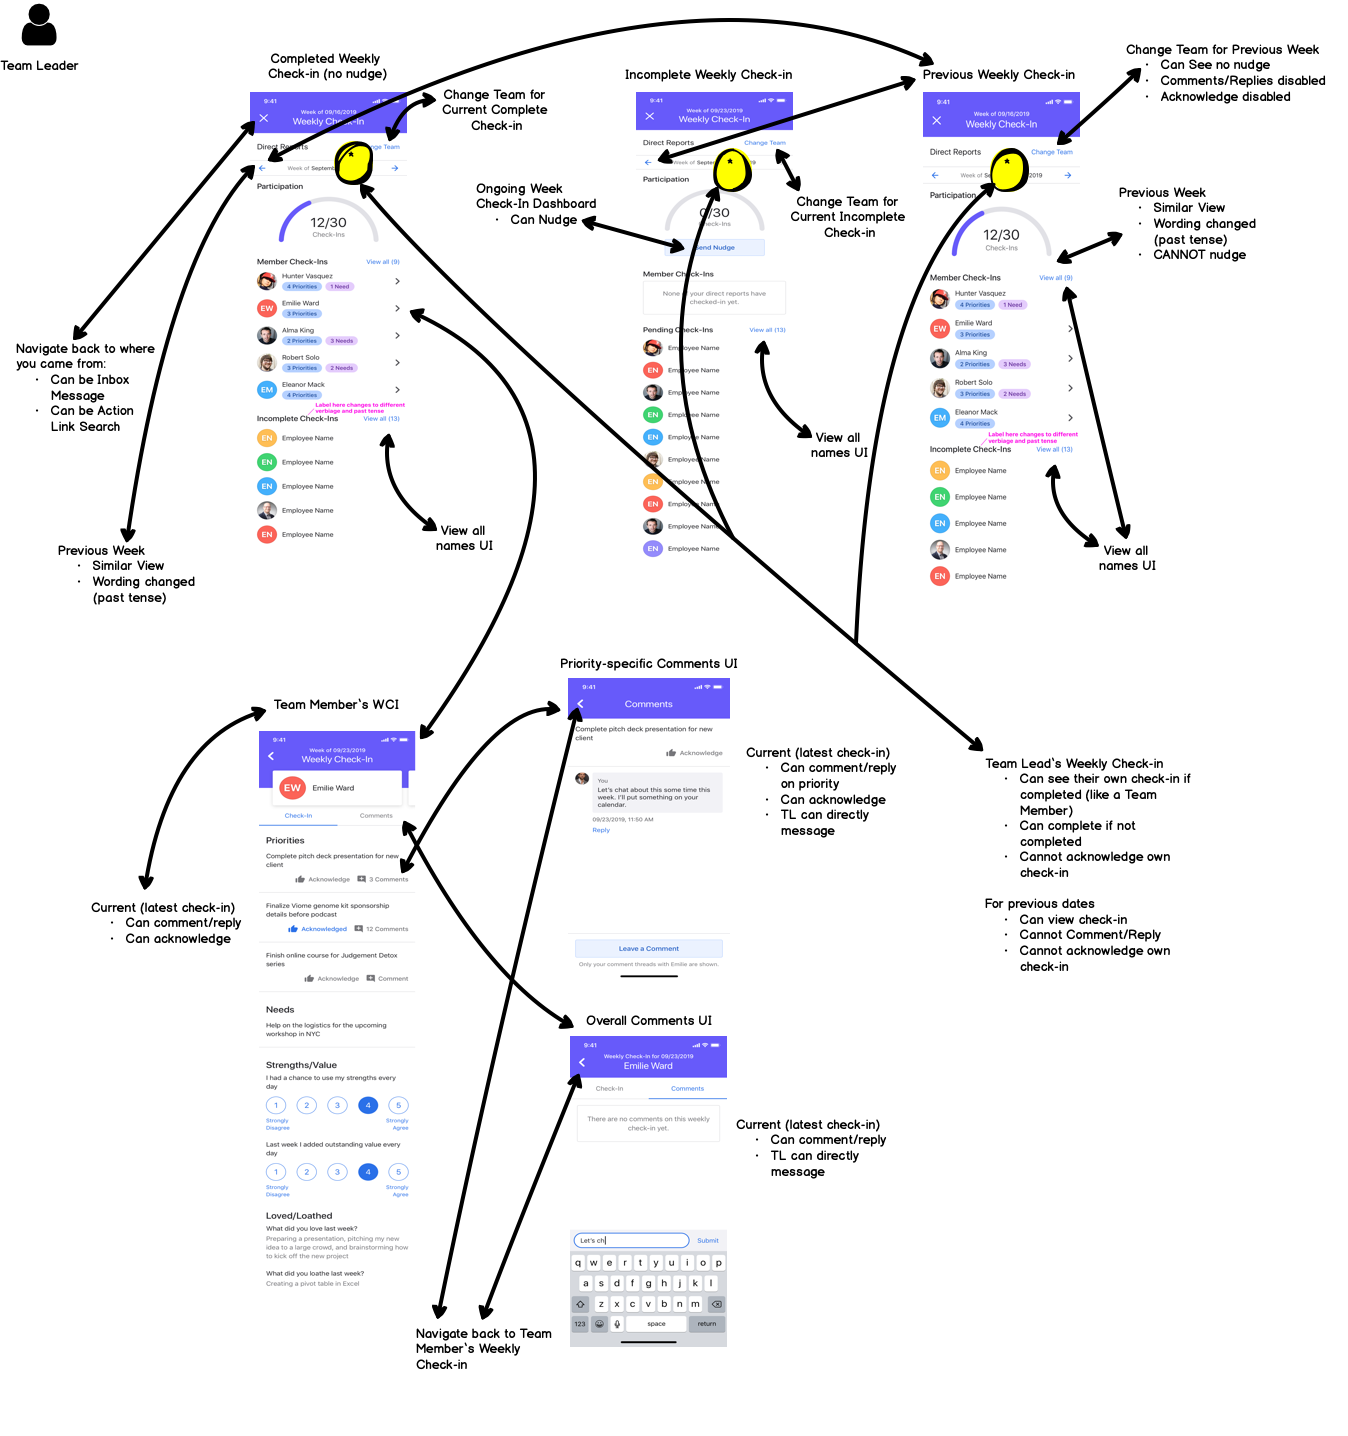 Team Leader
Completed Weekly
Check-in (no nudge)
9:41
Week of 09/16/2019
Weekly Check-In
Direct Reports
Change Team
Week of
Participation
12/30
Check-Ins
Member Check-Ins
View all (9)
Hunter Vasquez
4 Priorities
1 Need
EW
Emilie Ward
3 Priorities
Alma King
2 Priorities
3 Needs
Robert Solo
3 Priorities
2 Needs
EM
Eleanor Mack
4 Priorities
Label here changes to different
verbiage and past tense
Incomplete Check-Ins
View all (13)
EN
Employee Name
EN
Employee Name
EN
Employee Name
Employee Name
EN
Employee Name
Change Team for
Current Complete
Check-in
Navigate back to where
you came from:
· Can be Inbox
Message
· Can be Action
Link Search
Previous Week
· Similar View
· Wording changed
(past tense)
View all
names UI
Incomplete Weekly Check-in
9:41
Week of 09/23/2019
Weekly Check-In
Direct Reports
Change Team
Week of
Participation
0/30
Check-Ins
Send Nudge
Member Check-Ins
None of your direct reports have
checked-in yet.
Pending Check-Ins
View all (13)
Employee Name
EN
Employee Name
Employee Name
EN
Employee Name
EN
Employee Name
Employee Name
EN
Employee Name
EN
Employee Name
Employee Name
EN
Employee Name
Ongoing Week
Check-In Dashboard
· Can Nudge
Change Team for
Current Incomplete
Check-in
View all
names UI
Previous Weekly Check-in
9:41
Week of 09/16/2019
Weekly Check-In
Direct Reports
Change Team
Week of
2019
Participation
12/30
Check-Ins
Member Check-Ins
View all (9)
Hunter Vasquez
4 Priorities
1 Need
EW
Emilie Ward
3 Priorities
Alma King
2 Priorities
3 Needs
Robert Solo
3 Priorities
2 Needs
EM
Eleanor Mack
4 Priorities
Label here changes to different
verbiage and past tense
Incomplete Check-Ins
View all (13)
EN
Employee Name
EN
Employee Name
EN
Employee Name
Employee Name
EN
Employee Name
Change Team for Previous Week
· Can See no nudge
· Comments/Replies disabled
· Acknowledge disabled
Previous Week
· Similar View
· Wording changed
(past tense)
· CANNOT nudge
View all
names UI
Team Member's WCI
9:41
Week of 09/23/2019
Weekly Check-In
EW
Emilie Ward
Check-In
Comments
Priorities
Complete pitch deck presentation for new
client
Acknowledge
3 Comments
Finalize Viome genome kit sponsorship
details before podcast
Acknowledged
12 Comments
Finish online course for Judgement Detox
series
Acknowledge
Comment
Needs
Help on the logistics for the upcoming
workshop in NYC
Strengths/Value
I had a chance to use my strengths every
day
1 2 3 4 5
Strongly
Disagree
Strongly
Agree
Last week I added outstanding value every
day
1 2 3 4 5
Strongly
Disagree
Strongly
Agree
Loved/Loathed
What did you love last week?
Preparing a presentation, pitching my new
idea to a large crowd, and brainstorming how
to kick off the new project
What did you loathe last week?
Creating a pivot table in Excel
Current (latest check-in)
· Can comment/reply
· Can acknowledge
Priority-specific Comments UI
9:41
Comments
Complete pitch deck presentation for new
client
Acknowledge
You
Let's chat about this some time this
week. I'll put something on your
calendar.
09/23/2019, 11:50 AM
Reply
Leave a Comment
Only your comment threads with Emilie are shown.
Current (latest check-in)
· Can comment/reply
on priority
· Can acknowledge
· TL can directly
message
Overall Comments UI
9:41
Weekly Check-In for 09/23/2019
Emilie Ward
Check-In
Comments
There are no comments on this weekly
check-in yet.
Let's ch
Submit
q w e r t y u i o p
a s d f g h j k l
z x c v b n m
123
space
return
Current (latest check-in)
· Can comment/reply
· TL can directly
message
Navigate back to Team
Member's Weekly
Check-in
Team Lead's Weekly Check-in
· Can see their own check-in if
completed (like a Team
Member)
· Can complete if not
completed
· Cannot acknowledge own
check-in
For previous dates
· Can view check-in
· Cannot Comment/Reply
· Cannot acknowledge own
check-in